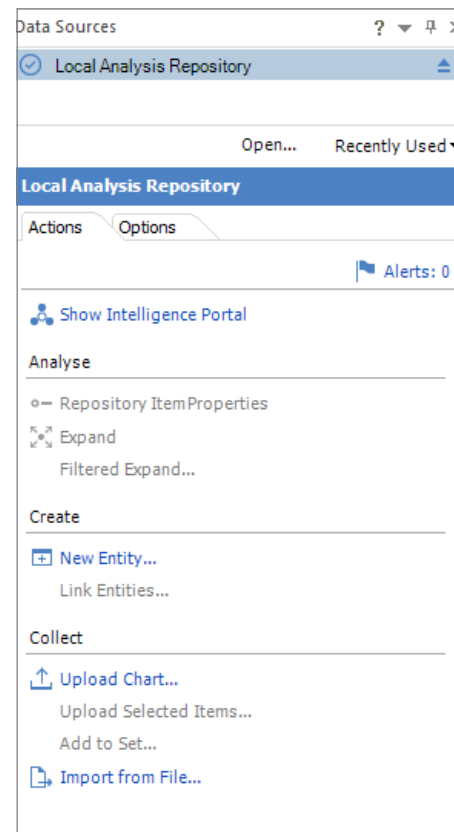 Data Sources ?
Local Analysis Repository
Open... Recently Used
Local Analysis Repository
Actions Options
Alerts: 0
Show Intelligence Portal
Analyse
Repository Item Properties
Expand
Filtered Expand...
Create
New Entity...
Link Entities...
Collect
Upload Chart...
Upload Selected Items...
Add to Set...
Import from File...